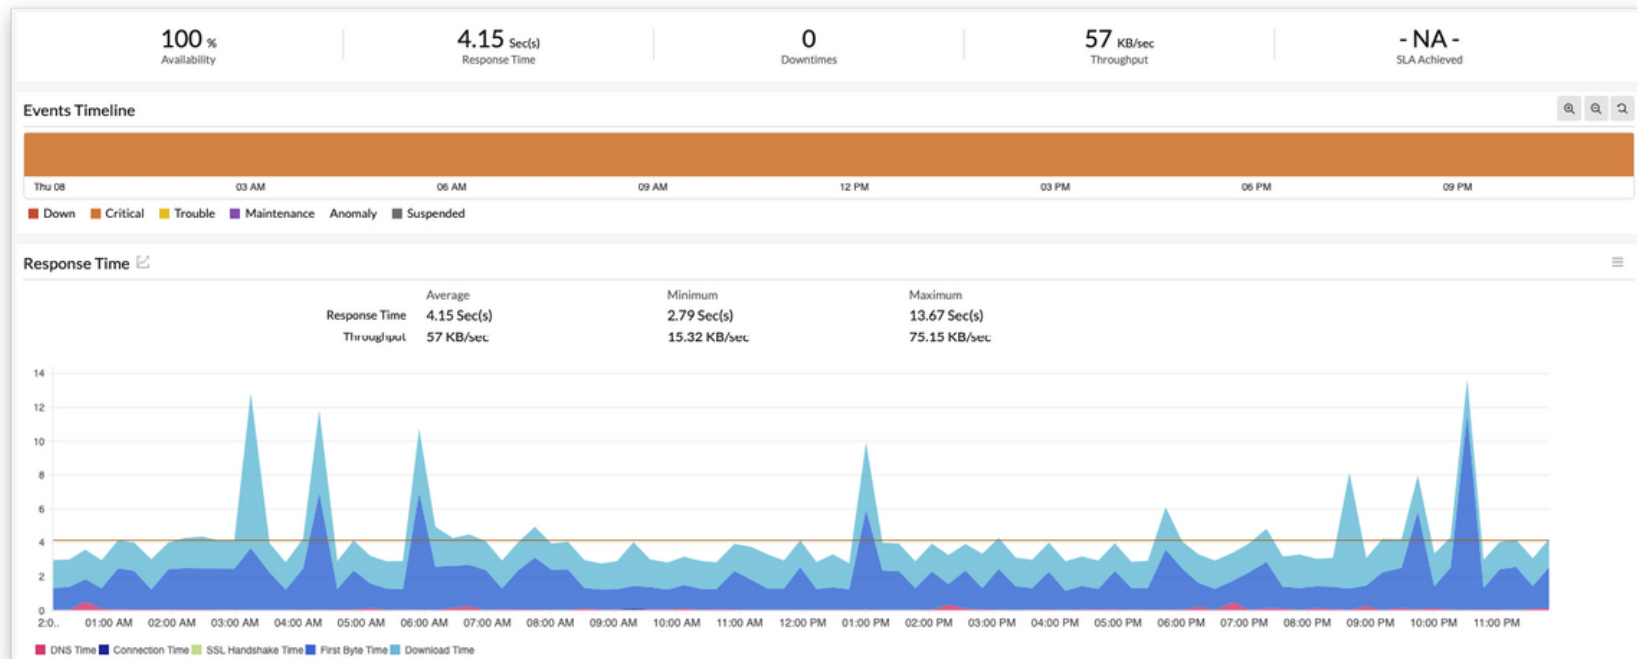 100 % 4.15 Sec(s) 0 57 KB/sec - NA -
Availability Response Time Downtimes Throughput SLA Achieved
Events Timeline
Thu 08 03 AM 06 AM 09 AM 12 PM 03 PM 06 PM 09 PM
Down Critical Trouble Maintenance Anomaly Suspended
Response Time
Average Minimum Maximum
Response Time 4.15 Sec(s) 2.79 Sec(s) 13.67 Sec(s)
Throughput 57 KB/sec 15.32 KB/sec 75.15 KB/sec
14
12
10
8
6
4
2
0
2:0.. 01:00 AM 02:00 AM 03:00 AM 04:00 AM 05:00 AM 06:00 AM 07:00 AM 08:00 AM 09:00 AM 10:00 AM 11:00 AM 12:00 PM 01:00 PM 02:00 PM 03:00 PM 04:00 PM 05:00 PM 06:00 PM 07:00 PM 08:00 PM 09:00 PM 10:00 PM 11:00 PM
DNS Time Connection Time SSL Handshake Time First Byte Time Download Time